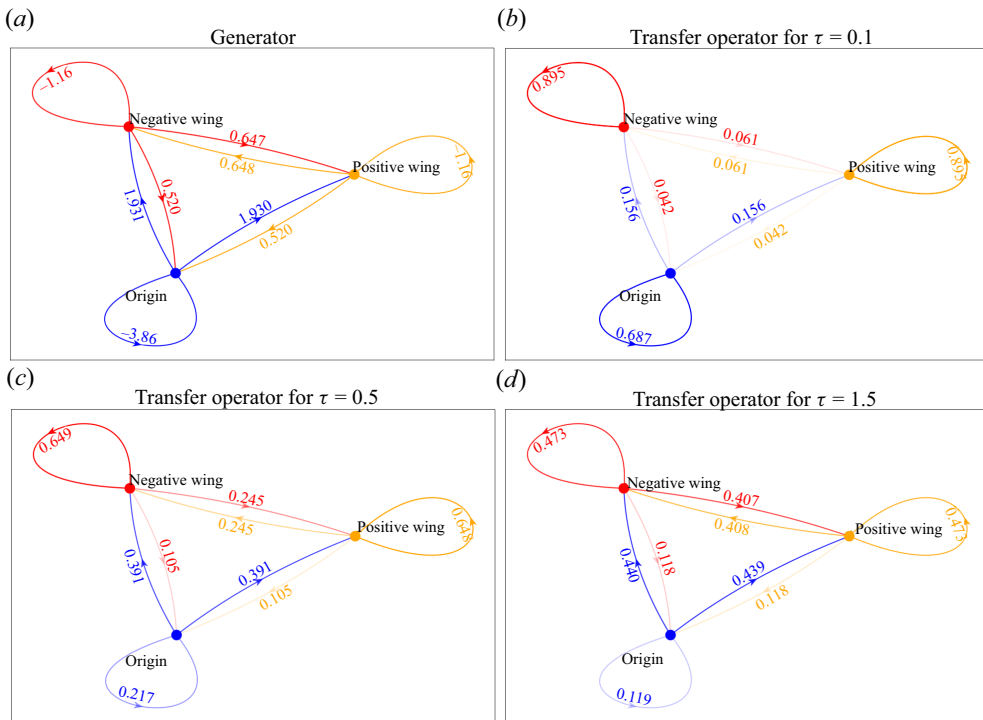 (a)
Generator
−1.16
Negative wing
0.647
0.648
Positive wing
−1.16
1.931
0.520
1.930
0.520
Origin
−3.86
(b)
Transfer operator for τ = 0.1
0.895
Negative wing
0.061
0.061
Positive wing
0.895
0.156
0.042
0.156
0.042
Origin
0.687
(c)
Transfer operator for τ = 0.5
0.649
Negative wing
0.245
0.245
Positive wing
0.648
0.391
0.105
0.391
0.105
Origin
0.217
(d)
Transfer operator for τ = 1.5
0.473
Negative wing
0.407
0.408
Positive wing
0.473
0.440
0.118
0.439
0.118
Origin
0.119